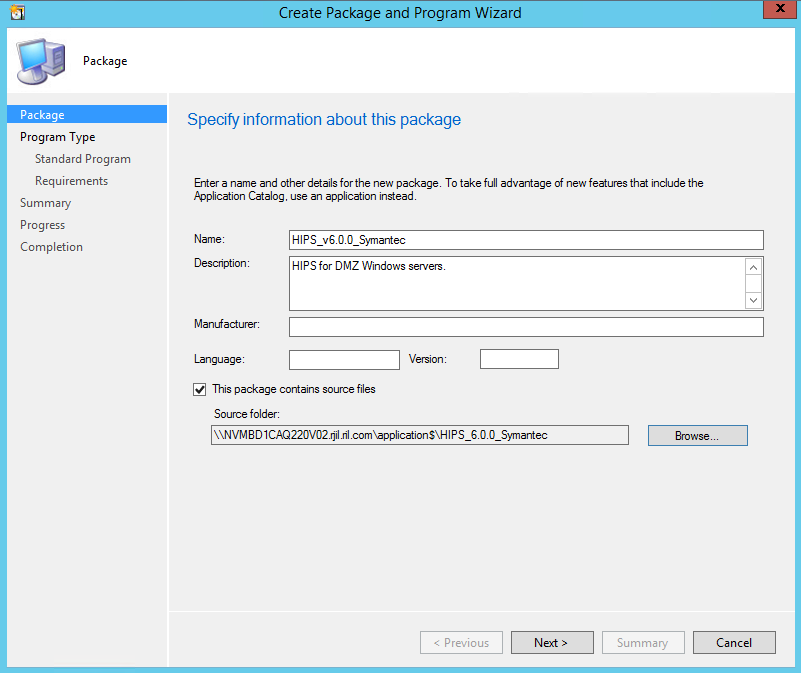 Create Package and Program Wizard
x
Package
Package
Program Type
Standard Program
Requirements
Summary
Progress
Completion
Specify information about this package
Enter a name and other details for the new package. To take full advantage of new features that include the
Application Catalog, use an application instead.
Name:
HIPS_v6.0.0_Symantec
Description:
HIPS for DMZ Windows servers.
Manufacturer:
Language:
Version:
This package contains source files
Source folder:
\\NVMBD1CAQ220V02.rjil.ril.com\application$\HIPS_6.0.0_Symantec
Browse...
< Previous
Next >
Summary
Cancel